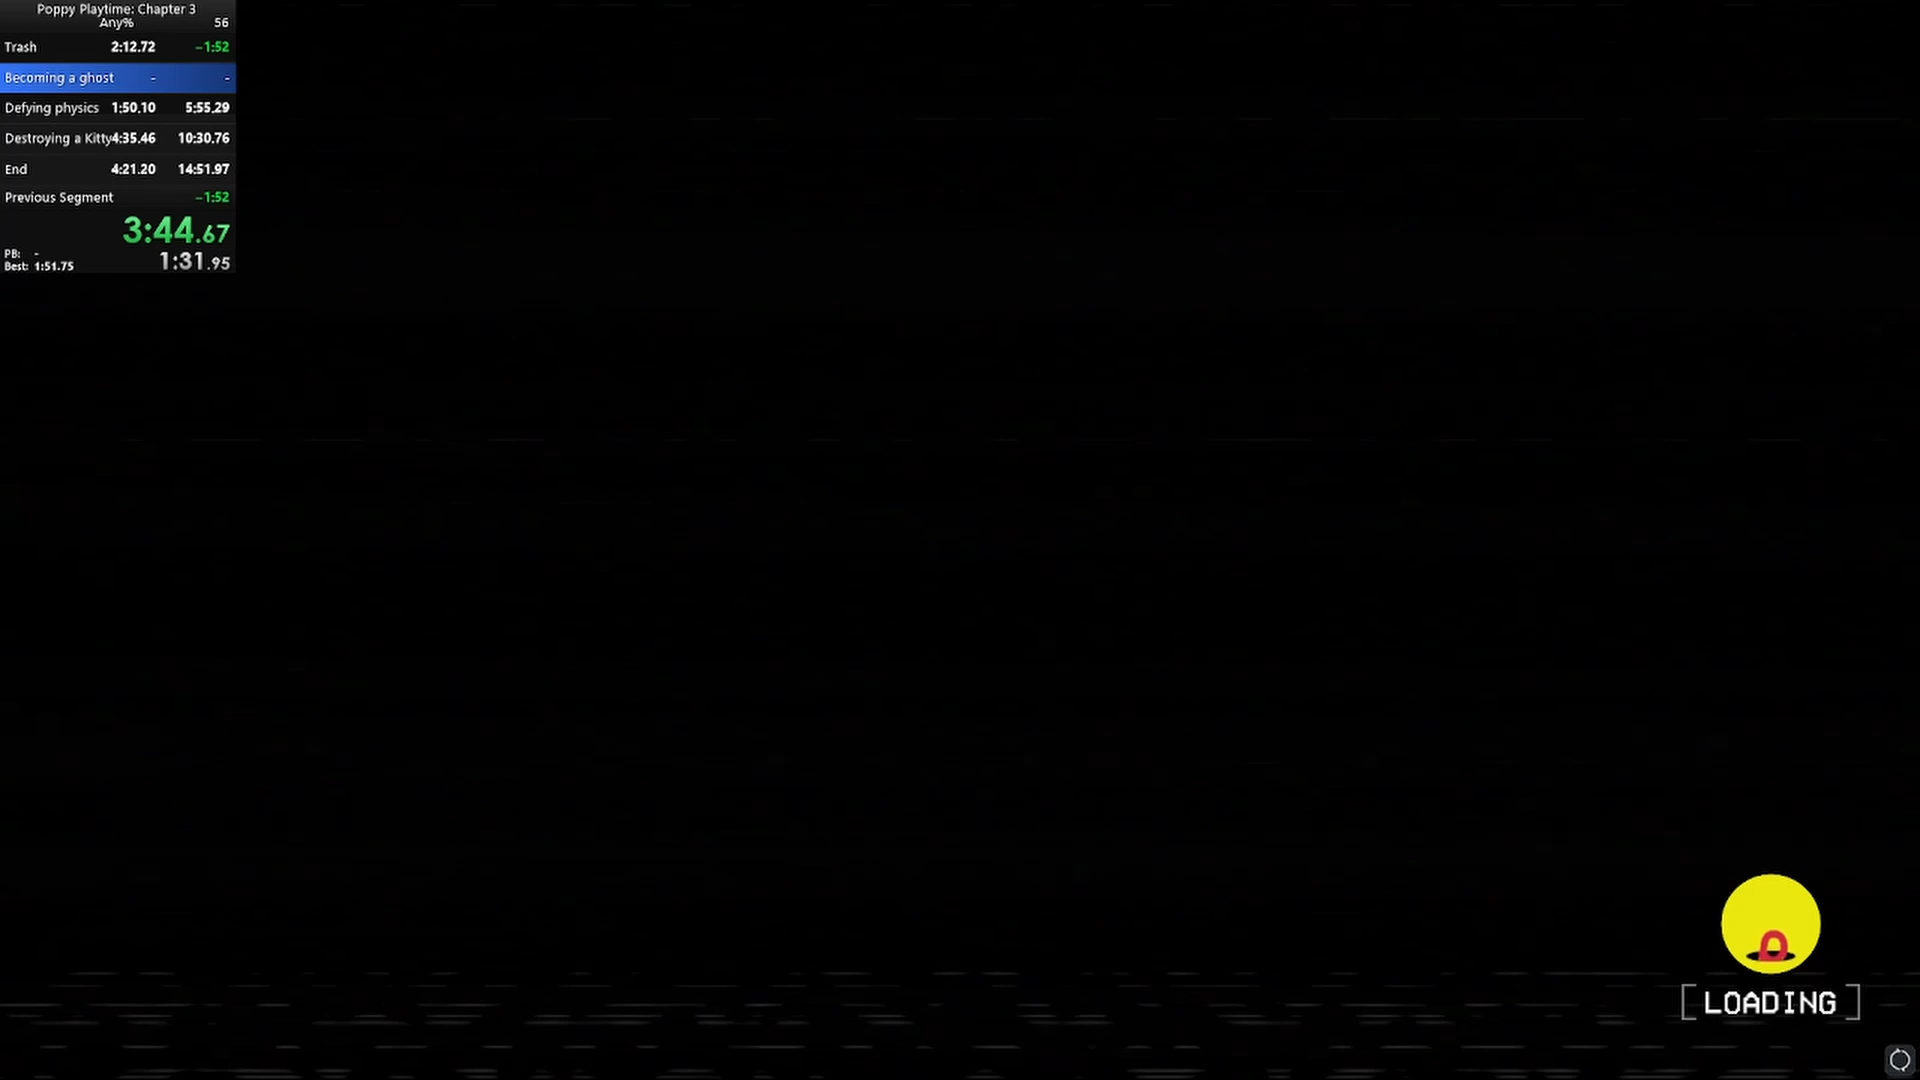 Poppy Playtime: Chapter 3
Any% 56
Trash 2:12.72 −1:52
Becoming a ghost - -
Defying physics 1:50.10 5:55.29
Destroying a Kitty 4:35.46 10:30.76
End 4:21.20 14:51.97
Previous Segment −1:52
3:44.67
PB: -
Best: 1:51.75 1:31.95
[LOADING]